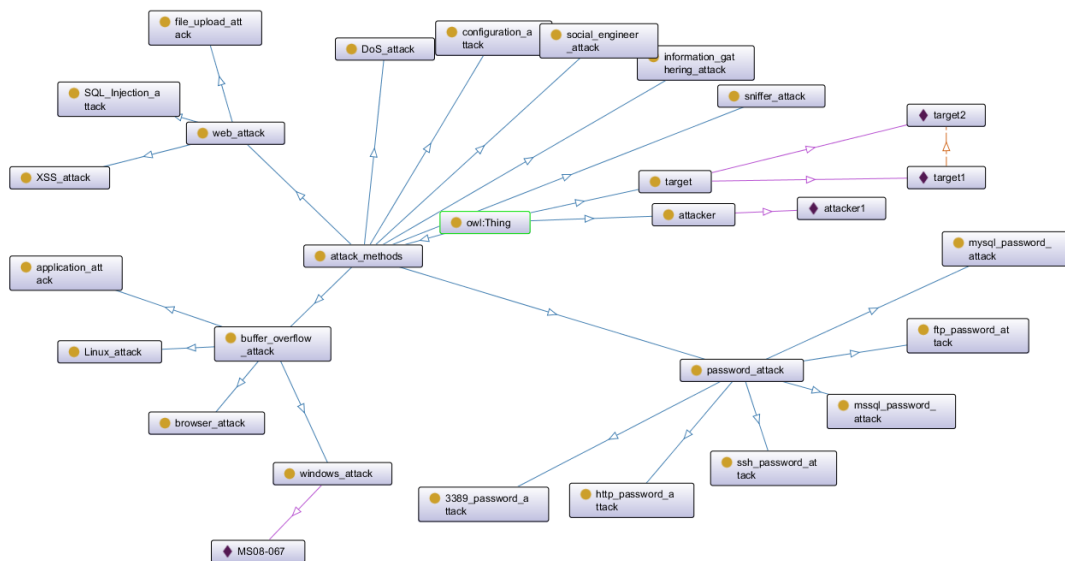 file_upload_att
ack
DoS_attack
configuration_a
ttack
social_engineer
_attack
information_gat
hering_attack
sniffer_attack
SQL_Injection_a
ttack
web_attack
XSS_attack
target2
target
target1
attacker
attacker1
owl:Thing
attack_methods
mysql_password_
attack
application_att
ack
buffer_overflow
_attack
Linux_attack
ftp_password_at
tack
password_attack
browser_attack
mssql_password_
attack
windows_attack
ssh_password_at
tack
3389_password_a
ttack
http_password_a
ttack
MS08-067